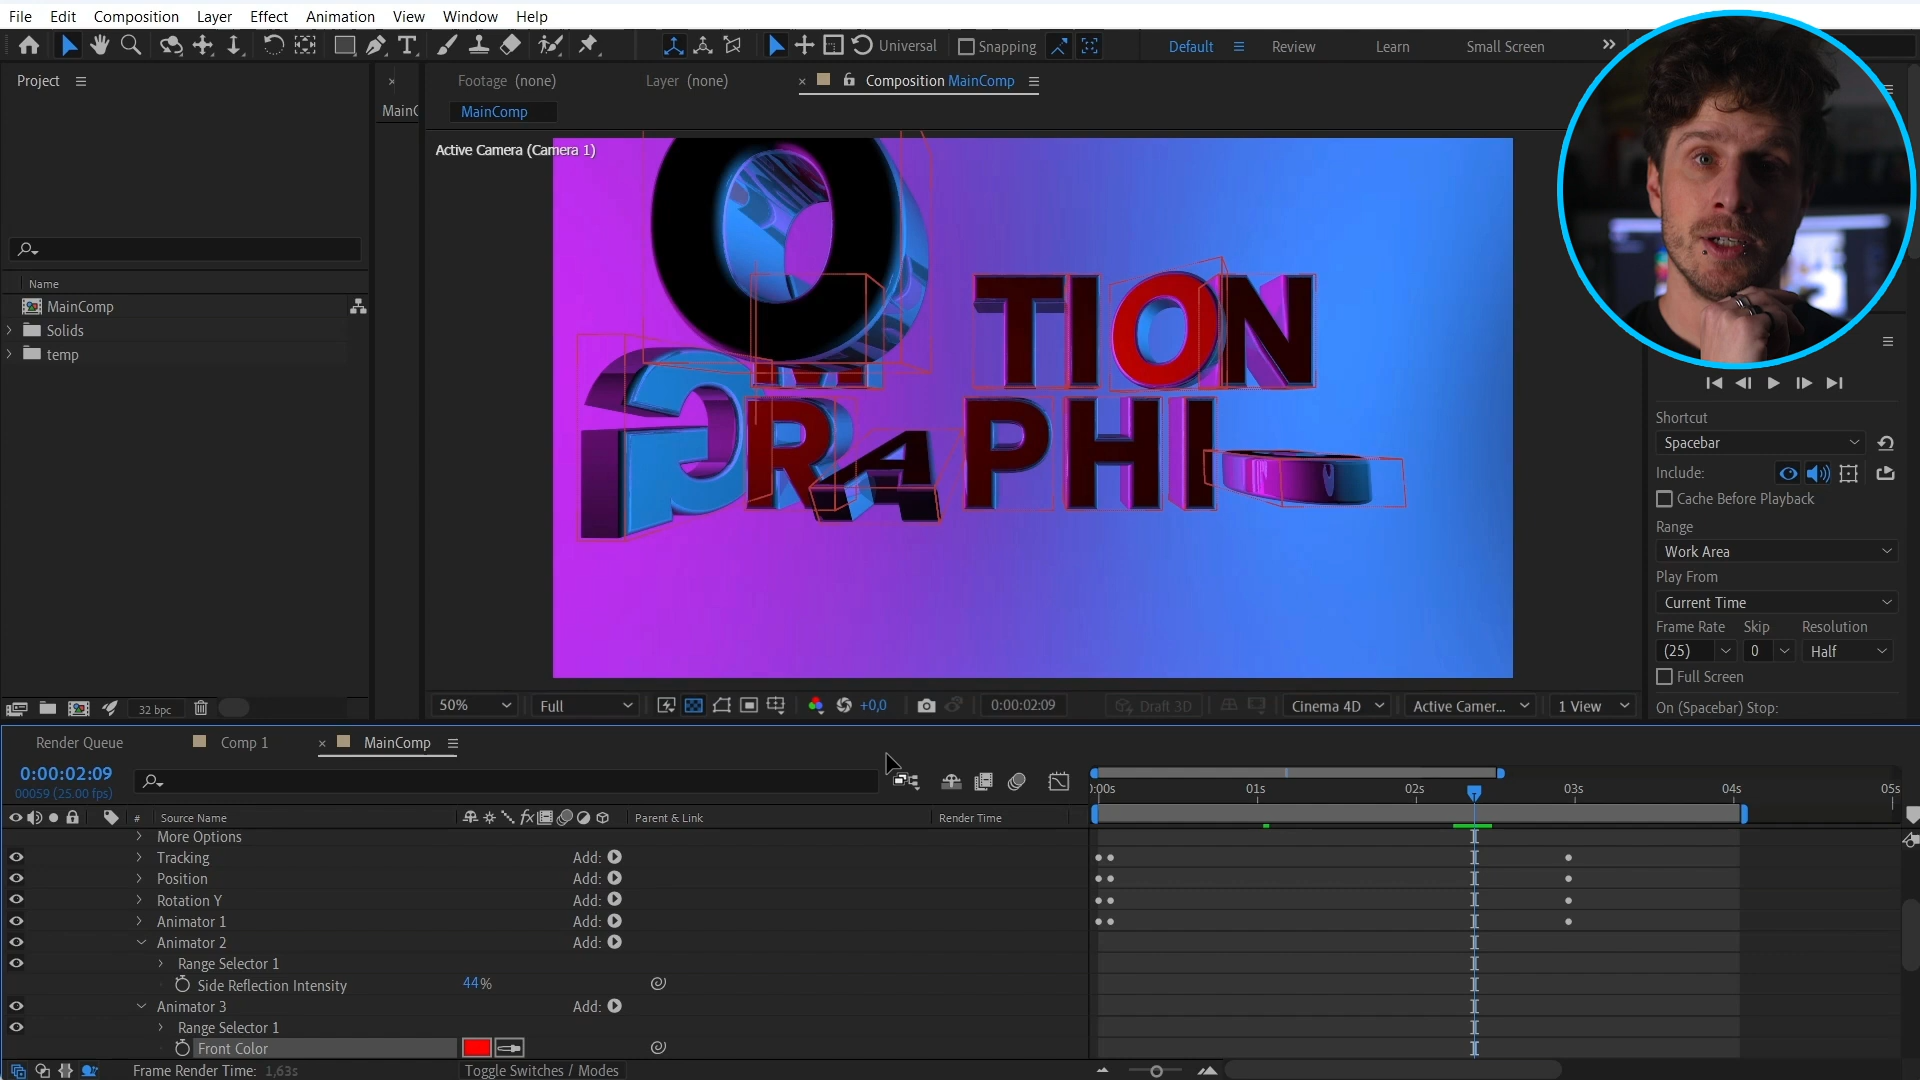 File Edit Composition Layer Effect Animation View Window Help
Universal Snapping Default Review Learn Small Screen
Project
Footage (none) Layer (none) Composition MainComp
MainC
MainComp
Active Camera (Camera 1)
O TION
GRAPHIC
Name
MainComp
Solids
temp
Shortcut
Spacebar
Include:
Cache Before Playback
Range
Work Area
Play From
Current Time
Frame Rate Skip Resolution
(25) 0 Half
Full Screen
On (Spacebar) Stop:
32 bpc
50% Full +0,0 0:00:02:09 Draft 3D Cinema 4D Active Camer... 1 View
Render Queue Comp 1 MainComp
0:00:02:09
00059 (25.00 fps)
):00s 01s 02s 03s 04s 05s
# Source Name Parent & Link Render Time
More Options
Tracking Add:
Position Add:
Rotation Y Add:
Animator 1 Add:
Animator 2 Add:
Range Selector 1
Side Reflection Intensity 44%
Animator 3 Add:
Range Selector 1
Front Color
Frame Render Time: 1,63s Toggle Switches / Modes